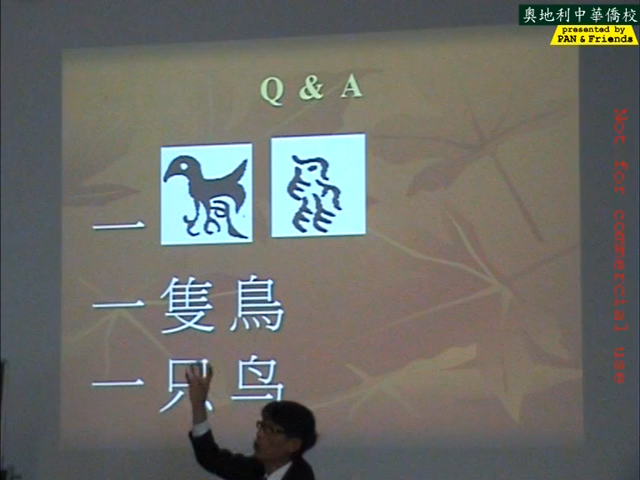 奧地利中華僑校
presented by
PAN & Friends
Not for commercial use
Q & A
一
一隻鳥
一只鸟